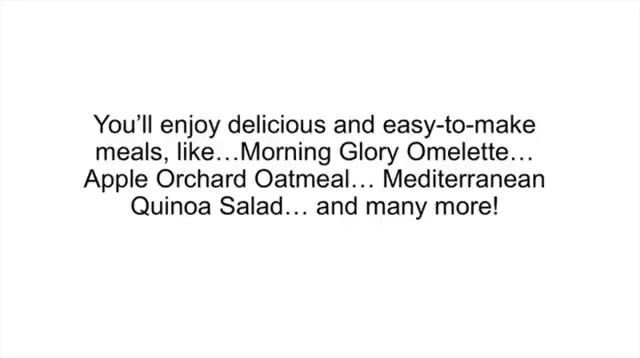 You’ll enjoy delicious and easy-to-make
meals, like…Morning Glory Omelette…
Apple Orchard Oatmeal… Mediterranean
Quinoa Salad… and many more!